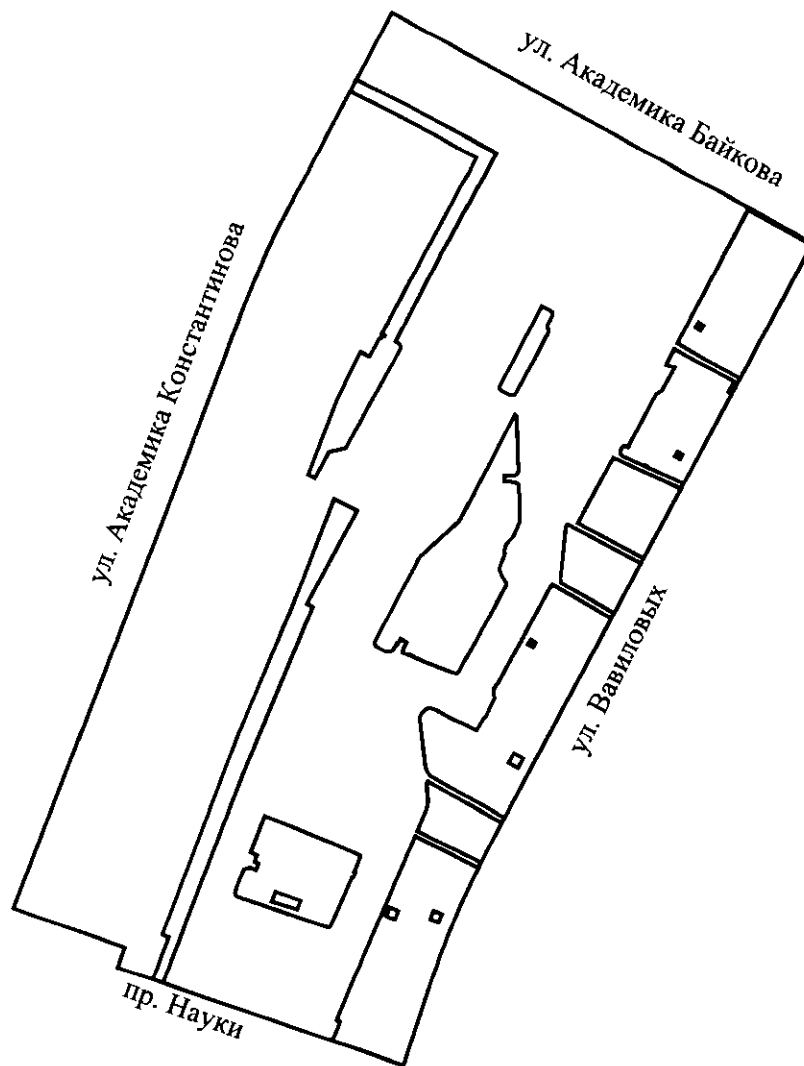 ул. Академика Байкова
ул. Академика Константинова
ул. Вавиловых
пр. Науки